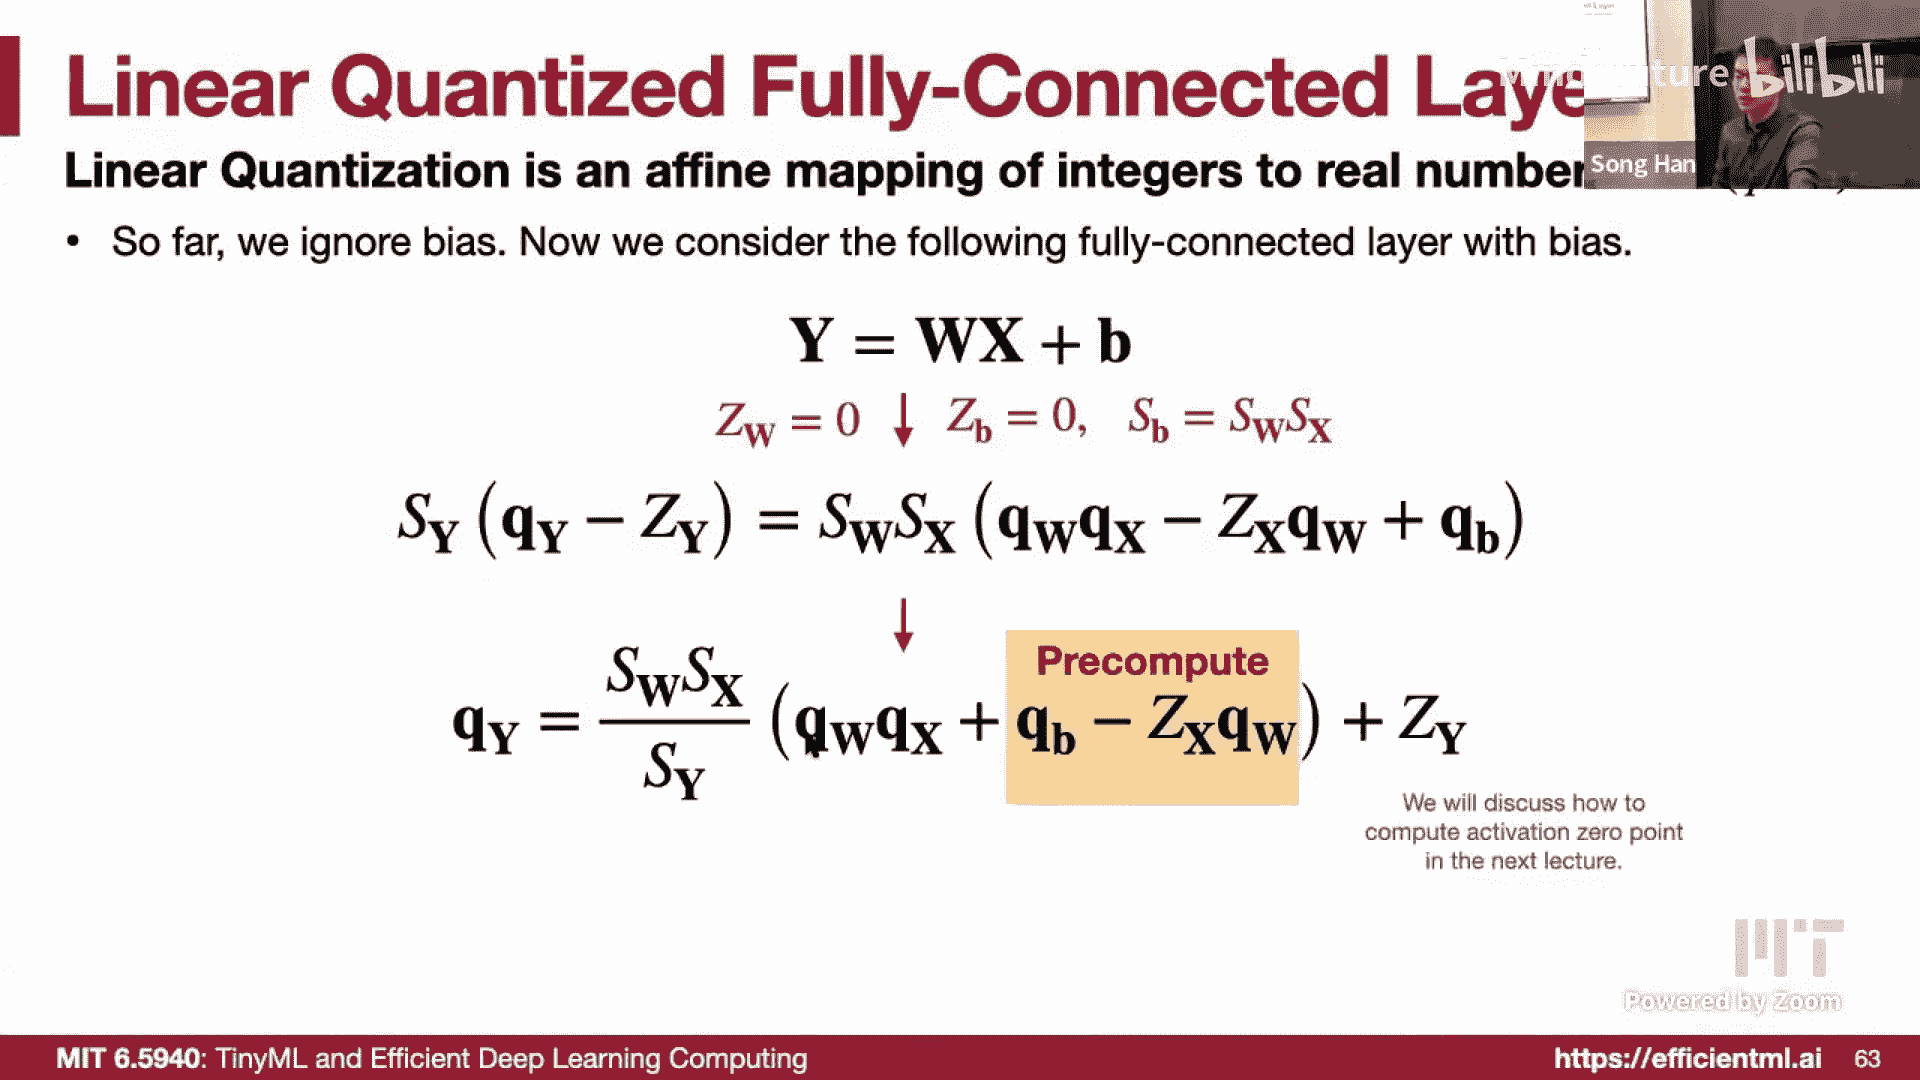 Linear Quantized Fully-Connected Laye
Linear Quantization is an affine mapping of integers to real number
Song Han
bilibili
• So far, we ignore bias. Now we consider the following fully-connected layer with bias.
Y = WX + b
Z_W = 0 ↓ Z_b = 0, S_b = S_W S_X
S_Y (q_Y − Z_Y) = S_W S_X (q_W q_X − Z_X q_W + q_b)
↓
Precompute
q_Y = \frac{S_W S_X}{S_Y} (q_W q_X + q_b − Z_X q_W) + Z_Y
We will discuss how to
compute activation zero point
in the next lecture.
MIT
Powered by Zoom
MIT 6.5940: TinyML and Efficient Deep Learning Computing
https://efficientml.ai
63